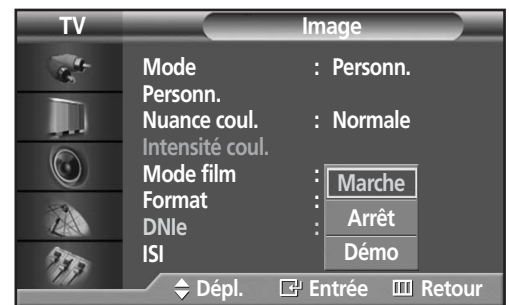 TV Image
Mode : Personn.
Personn.
Nuance coul. : Normale
Intensité coul.
Mode film :
Format :
DNIe :
ISI
Marche
Arrêt
Démo
Dépl. Entrée Retour